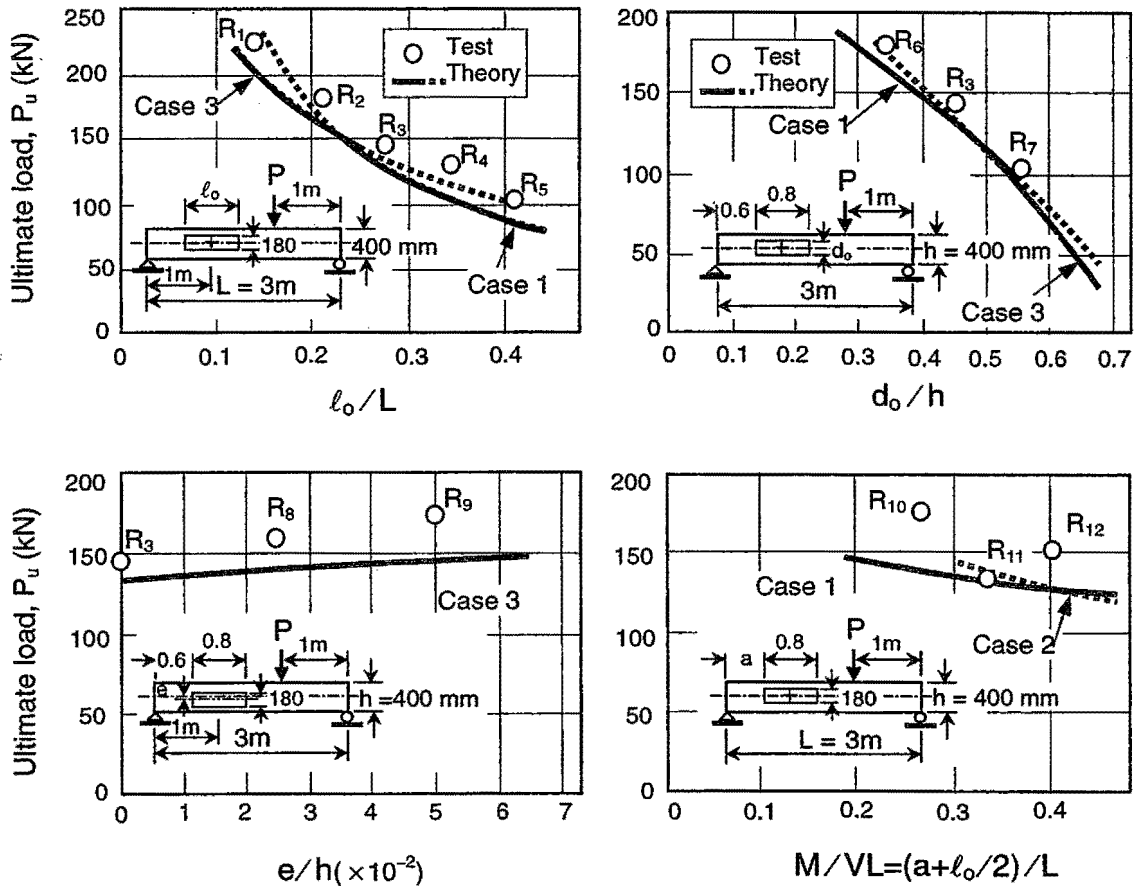 Ultimate load, Pᵤ (kN)
250
200
150
100
50
0
R₁
R₂
R₃
R₄
R₅
Test
Theory
Case 3
Case 1
ℓₒ
P
1m
180
400 mm
1m
L = 3m
0 0.1 0.2 0.3 0.4
ℓₒ/L
200
150
100
50
0
R₆
R₃
R₇
Test
Theory
Case 1
Case 3
0.6
0.8
P
1m
dₒ
h = 400 mm
3m
0 0.1 0.2 0.3 0.4 0.5 0.6 0.7
dₒ/h
Ultimate load, Pᵤ (kN)
200
150
100
50
0
R₃
R₈
R₉
Case 3
0.6
0.8
P
1m
e
180
h = 400 mm
1m
3m
0 1 2 3 4 5 6 7
e/h(×10⁻²)
200
150
100
50
0
R₁₀
R₁₁
R₁₂
Case 1
Case 2
a
0.8
P
1m
180
h = 400 mm
L = 3m
0 0.1 0.2 0.3 0.4
M/VL=(a+ℓₒ/2)/L